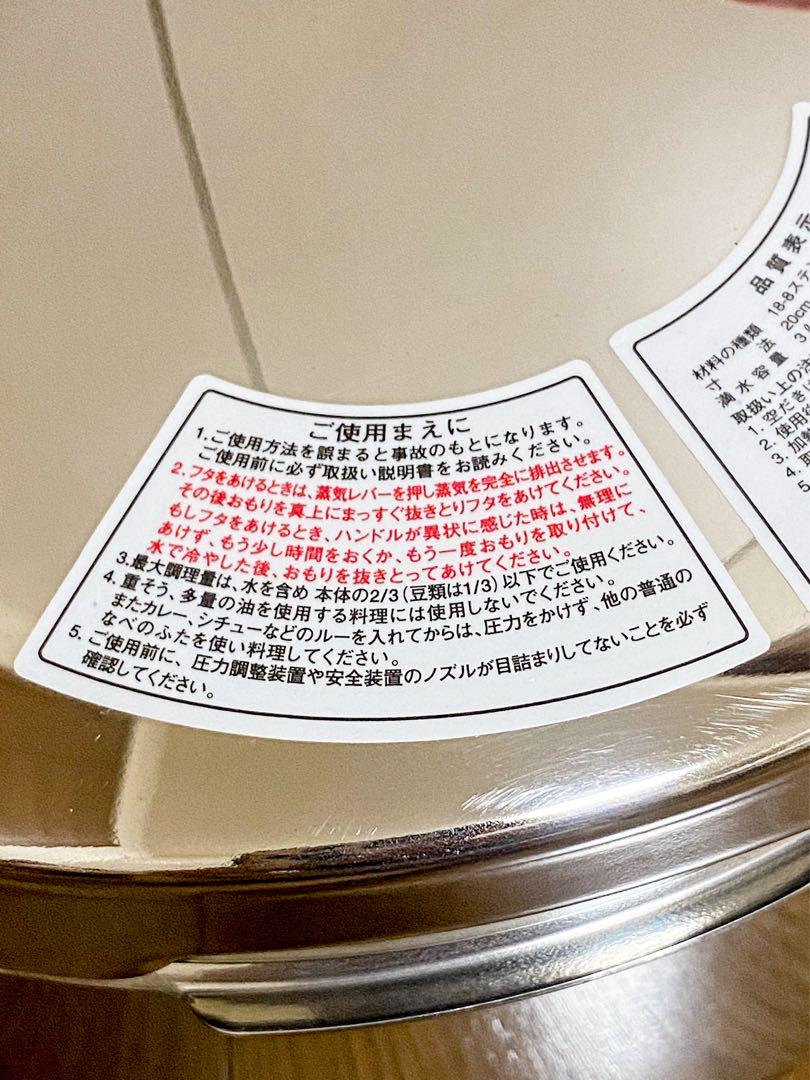 ご使用まえに
1.ご使用方法を誤まると事故のもとになります。
ご使用前に必ず取扱い説明書をお読みください。
2.フタをあけるときは、蒸気レバーを押し蒸気を完全に排出させます。
その後おもりを真上にまっすぐ抜きとりフタをあけてください。
もしフタをあけるとき、ハンドルが異状に感じた時は、無理に
あけず、もう少し時間をおくか、もう一度おもりを取り付けて、
水で冷やした後、おもりを抜きとってあけてください。
3.最大調理量は、水を含め 本体の2/3(豆類は1/3)以下でご使用ください。
4.重そう、多量の油を使用する料理には使用しないでください。
またカレー、シチューなどのルーを入れてからは、圧力をかけず、他の普通の
なべのふたを使い料理してください。
5.ご使用前に、圧力調整装置や安全装置のノズルが目詰まりしてないことを必ず
確認してください。
品質表示
材料の種類 18-8ステン
寸法 20cm
満水容量 3
取扱い上の注
1.空だき
2.使用
3.加
4.
5